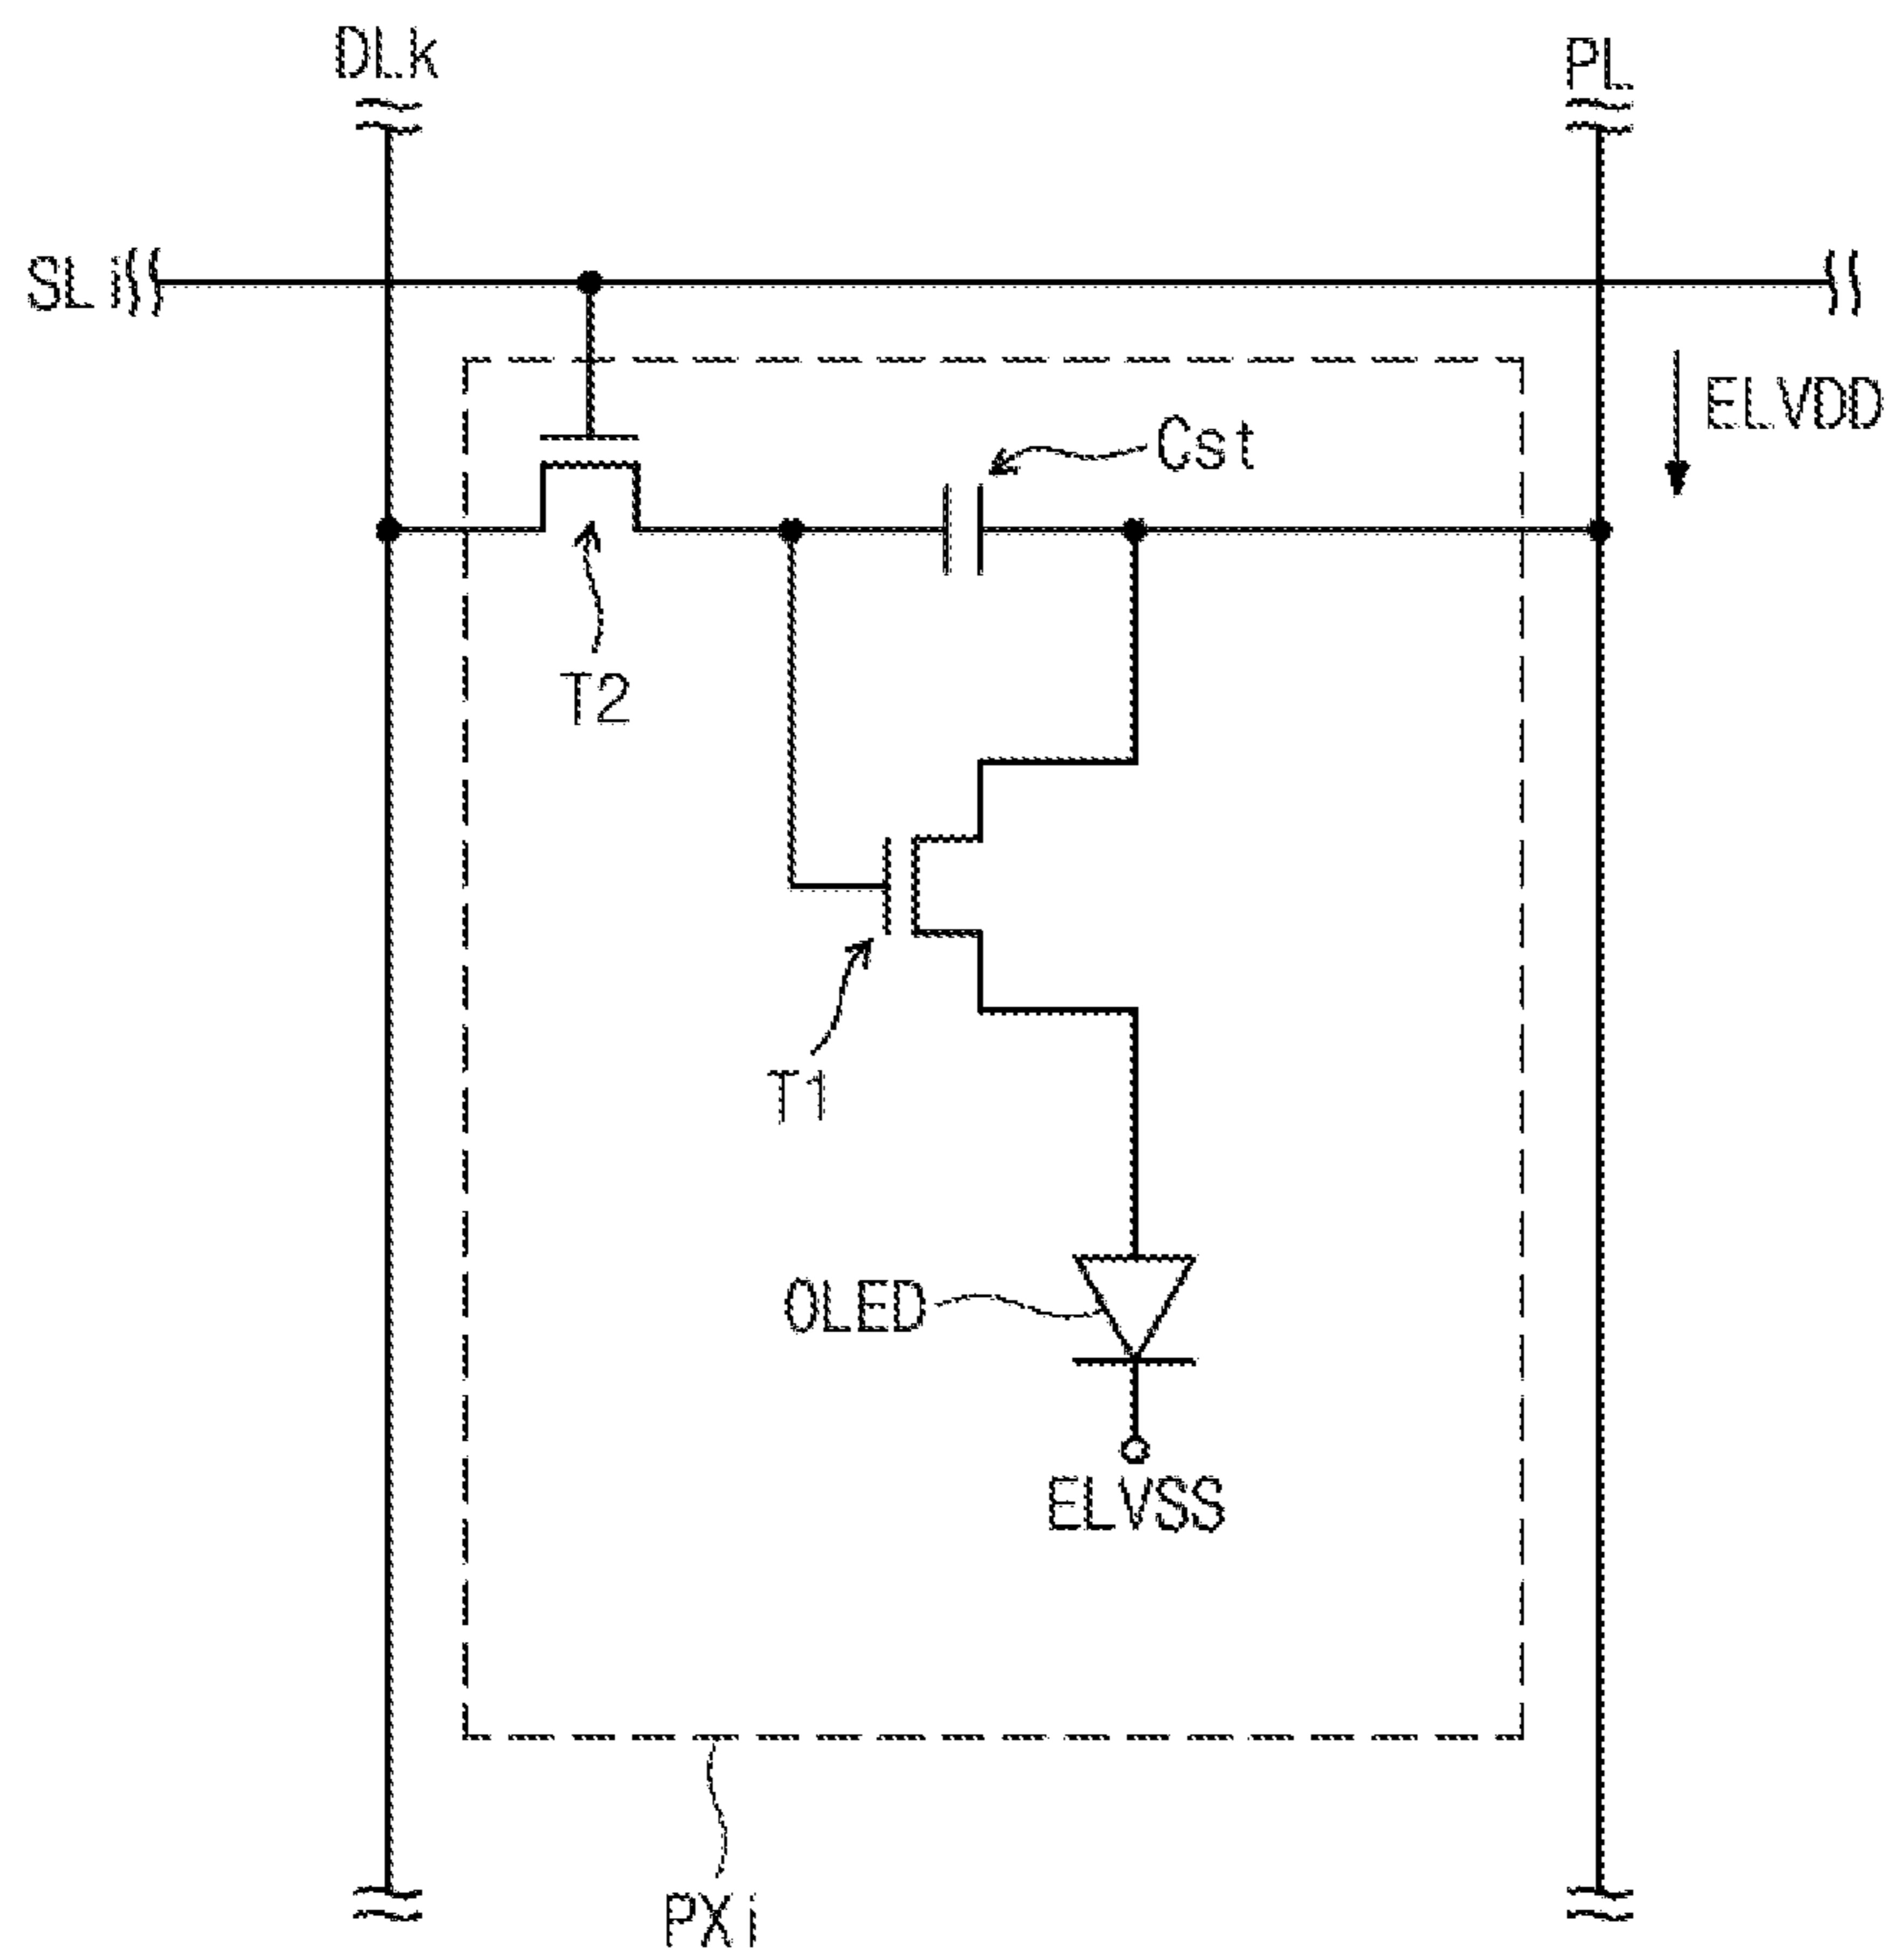 DLk
PL
SLi
ELVDD
Cst
T2
T1
OLED
ELVSS
PXi